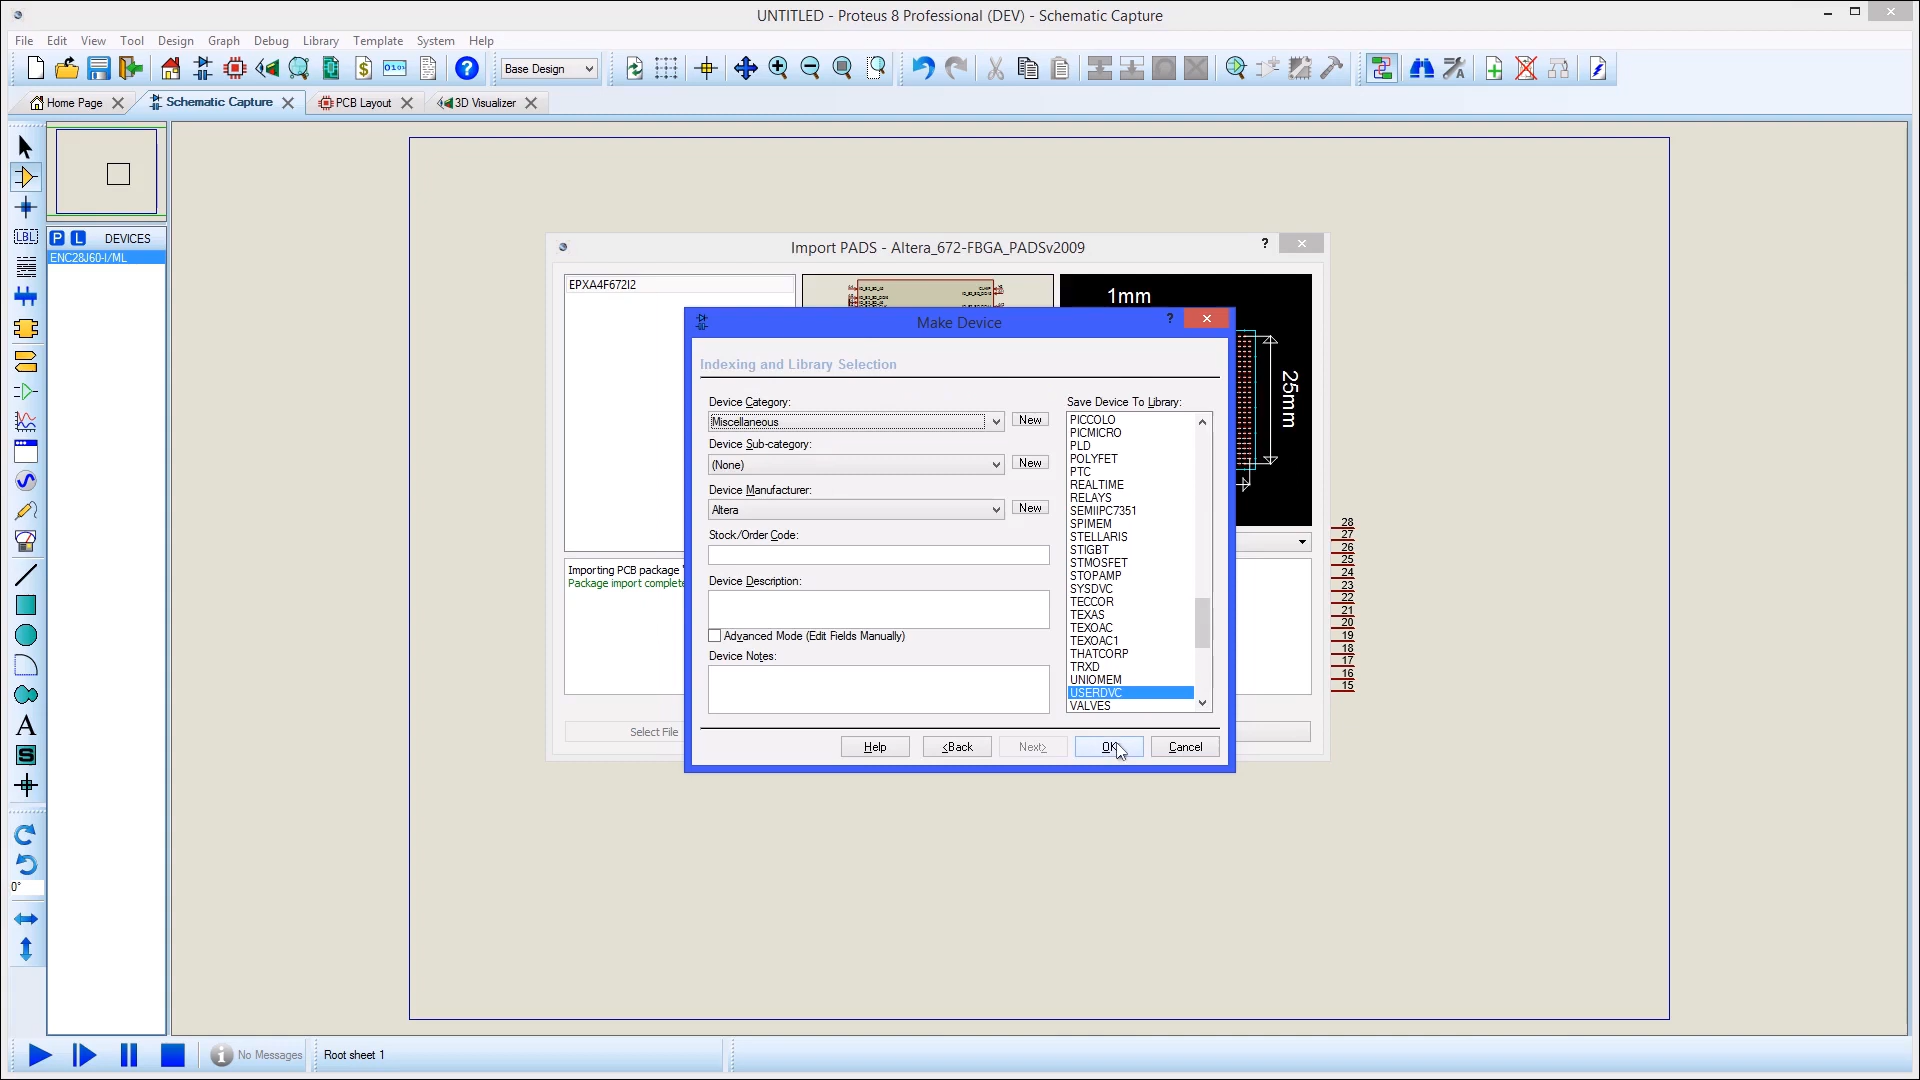 UNTITLED - Proteus 8 Professional (DEV) - Schematic Capture
File Edit View Tool Design Graph Debug Library Template System Help
Base Design
Home Page
Schematic Capture
PCB Layout
3D Visualizer
LBL
P L DEVICES
ENC28J60-I/ML
Import PADS - Altera_672-FBGA_PADSv2009
?
EPXA4F672I2
1mm
25mm
Make Device
?
Indexing and Library Selection
Device Category:
Miscellaneous
New
Device Sub-category:
(None)
New
Device Manufacturer:
Altera
New
Stock/Order Code:
Device Description:
Advanced Mode (Edit Fields Manually)
Device Notes:
Save Device To Library:
PICCOLO
PICMICRO
PLD
POLYFET
PTC
REALTIME
RELAYS
SEMIIPC7351
SPIMEM
STELLARIS
STIGBT
STMOSFET
STOPAMP
SYSDVC
TECCOR
TEXAS
TEXOAC
TEXOAC1
THATCORP
TRXD
UNIOMEM
USERDVC
VALVES
Help
<Back
Next>
OK
Cancel
Importing PCB package
Package import complete
Select File
28
27
26
25
24
23
22
21
20
19
18
17
16
15
A
S
0°
No Messages
Root sheet 1